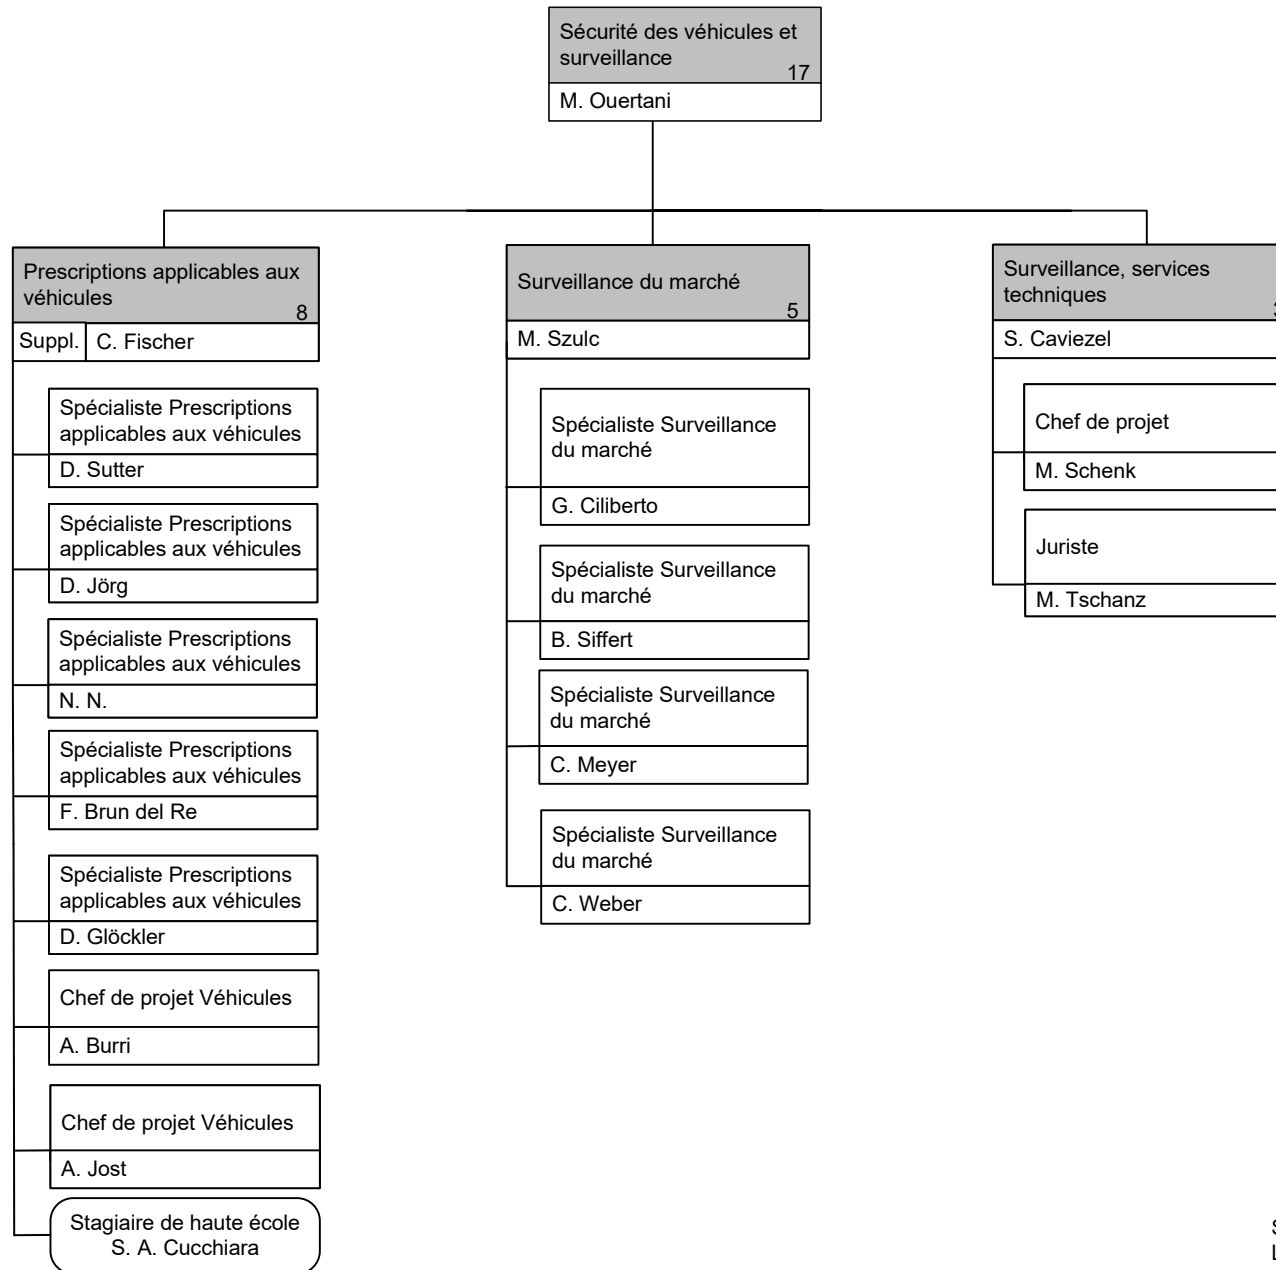 Sécurité des véhicules et
surveillance
17
M. Ouertani
Prescriptions applicables aux
véhicules
8
Suppl.
C. Fischer
Spécialiste Prescriptions
applicables aux véhicules
D. Sutter
Spécialiste Prescriptions
applicables aux véhicules
D. Jörg
Spécialiste Prescriptions
applicables aux véhicules
N. N.
Spécialiste Prescriptions
applicables aux véhicules
F. Brun del Re
Spécialiste Prescriptions
applicables aux véhicules
D. Glöckler
Chef de projet Véhicules
A. Burri
Chef de projet Véhicules
A. Jost
Stagiaire de haute école
S. A. Cucchiara
Surveillance du marché
5
M. Szulc
Spécialiste Surveillance
du marché
G. Ciliberto
Spécialiste Surveillance
du marché
B. Siffert
Spécialiste Surveillance
du marché
C. Meyer
Spécialiste Surveillance
du marché
C. Weber
Surveillance, services
techniques
3
S. Caviezel
Chef de projet
M. Schenk
Juriste
M. Tschanz